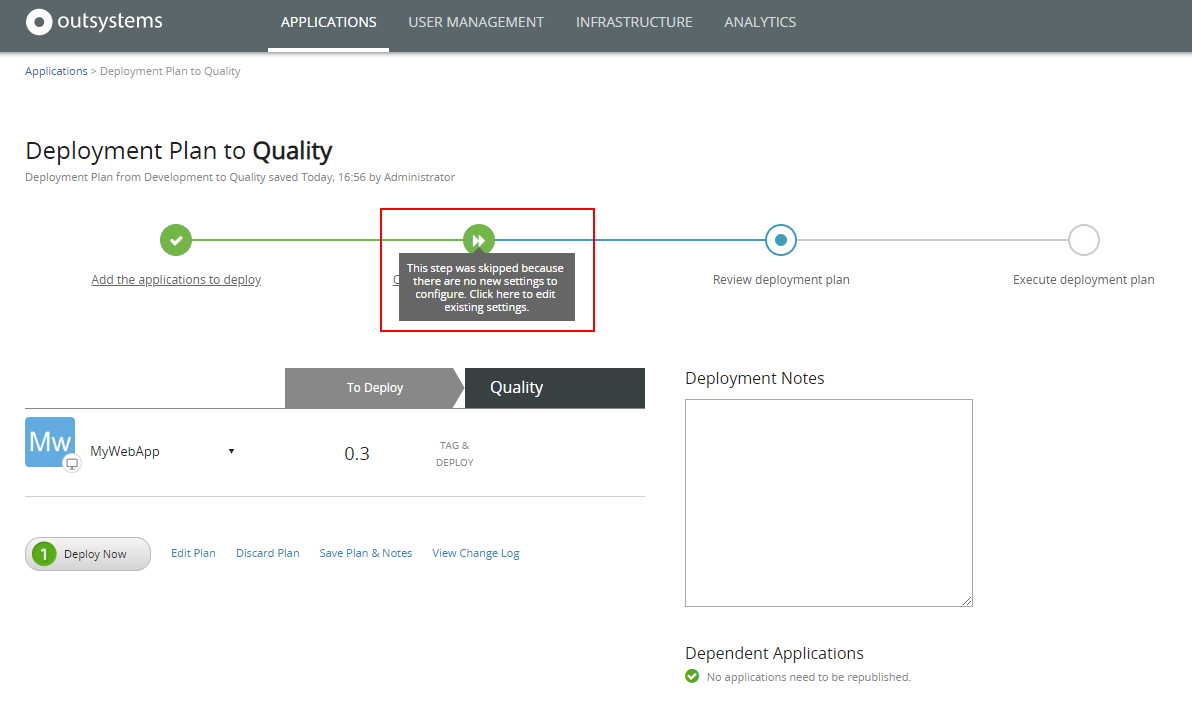 outsystems
APPLICATIONS
USER MANAGEMENT
INFRASTRUCTURE
ANALYTICS
Applications > Deployment Plan to Quality
Deployment Plan to Quality
Deployment Plan from Development to Quality saved Today, 16:56 by Administrator
Add the applications to deploy
This step was skipped because
there are no new settings to
configure. Click here to edit
existing settings.
Review deployment plan
Execute deployment plan
To Deploy
Quality
Mw
MyWebApp
0.3
TAG &
DEPLOY
1 Deploy Now
Edit Plan
Discard Plan
Save Plan & Notes
View Change Log
Deployment Notes
Dependent Applications
No applications need to be republished.